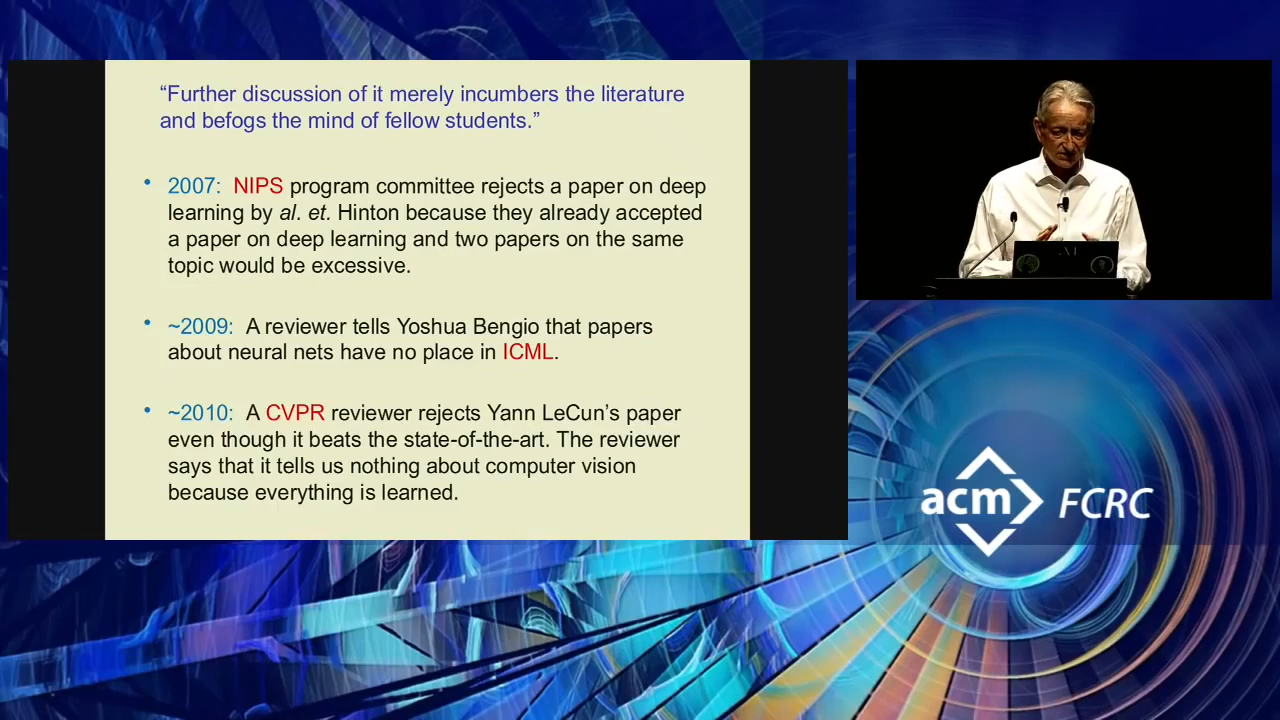 “Further discussion of it merely incumbers the literature
and befogs the mind of fellow students.”
• 2007: NIPS program committee rejects a paper on deep
learning by al. et. Hinton because they already accepted
a paper on deep learning and two papers on the same
topic would be excessive.
• ~2009: A reviewer tells Yoshua Bengio that papers
about neural nets have no place in ICML.
• ~2010: A CVPR reviewer rejects Yann LeCun’s paper
even though it beats the state-of-the-art. The reviewer
says that it tells us nothing about computer vision
because everything is learned.
acm FCRC